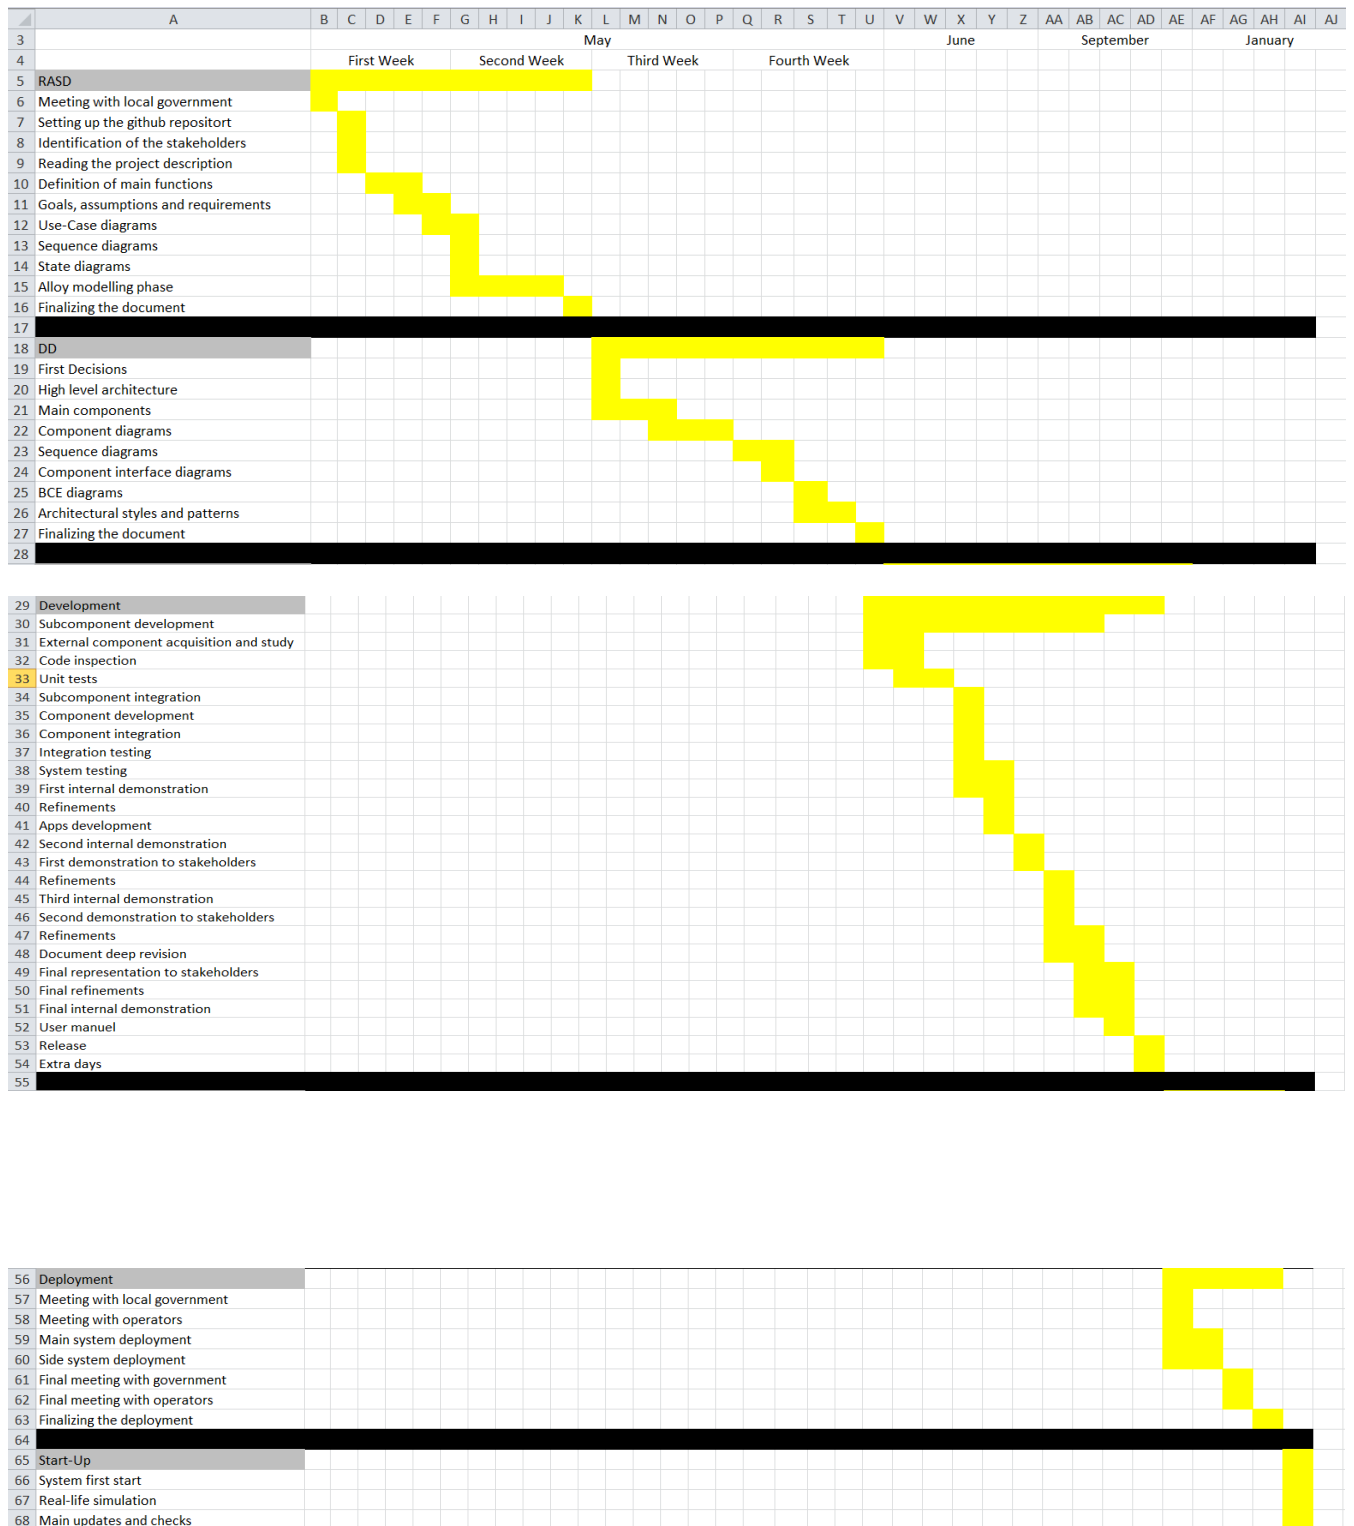 A B C D E F G H I J K L M N O P Q R S T U V W X Y Z AA AB AC AD AE AF AG AH AI AJ
3 May June September January
4 First Week Second Week Third Week Fourth Week
5 RASD
6 Meeting with local government
7 Setting up the github repositort
8 Identification of the stakeholders
9 Reading the project description
10 Definition of main functions
11 Goals, assumptions and requirements
12 Use-Case diagrams
13 Sequence diagrams
14 State diagrams
15 Alloy modelling phase
16 Finalizing the document
17
18 DD
19 First Decisions
20 High level architecture
21 Main components
22 Component diagrams
23 Sequence diagrams
24 Component interface diagrams
25 BCE diagrams
26 Architectural styles and patterns
27 Finalizing the document
28
29 Development
30 Subcomponent development
31 External component acquisition and study
32 Code inspection
33 Unit tests
34 Subcomponent integration
35 Component development
36 Component integration
37 Integration testing
38 System testing
39 First internal demonstration
40 Refinements
41 Apps development
42 Second internal demonstration
43 First demonstration to stakeholders
44 Refinements
45 Third internal demonstration
46 Second demonstration to stakeholders
47 Refinements
48 Document deep revision
49 Final representation to stakeholders
50 Final refinements
51 Final internal demonstration
52 User manuel
53 Release
54 Extra days
55
56 Deployment
57 Meeting with local government
58 Meeting with operators
59 Main system deployment
60 Side system deployment
61 Final meeting with government
62 Final meeting with operators
63 Finalizing the deployment
64
65 Start-Up
66 System first start
67 Real-life simulation
68 Main updates and checks